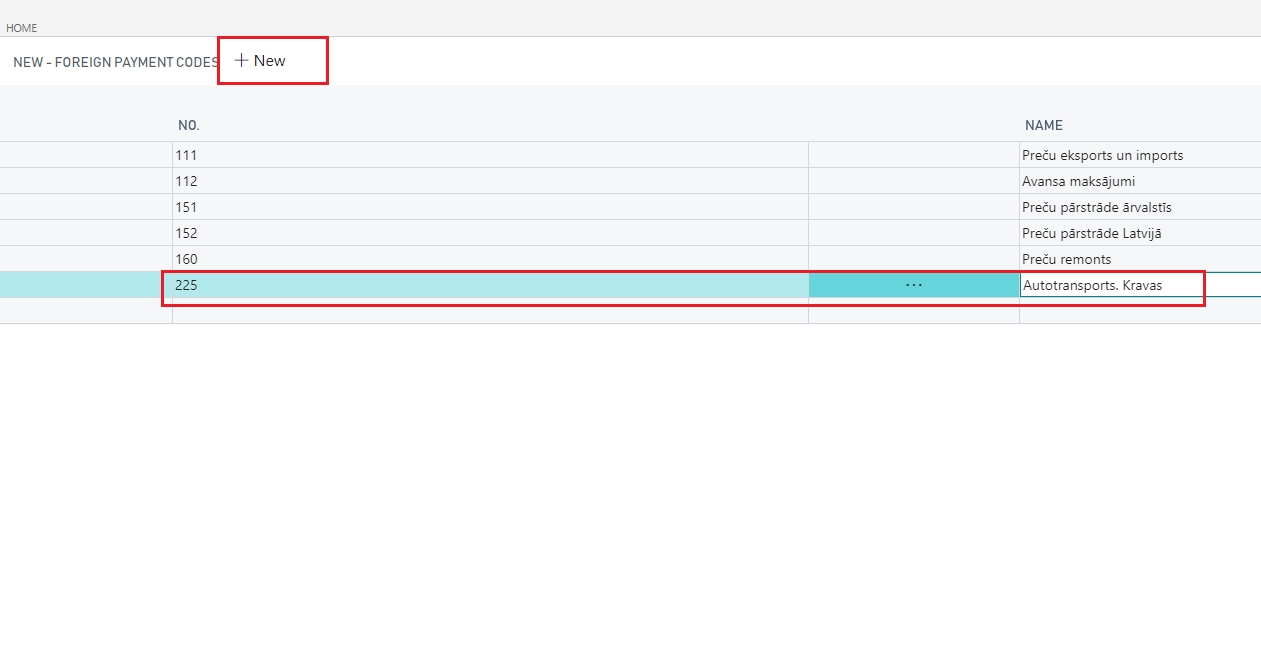 HOME
NEW - FOREIGN PAYMENT CODES + New
NO. NAME
111 Preču eksports un imports
112 Avansa maksājumi
151 Preču pārstrāde ārvalstīs
152 Preču pārstrāde Latvijā
160 Preču remonts
225 ... Autotransports. Kravas